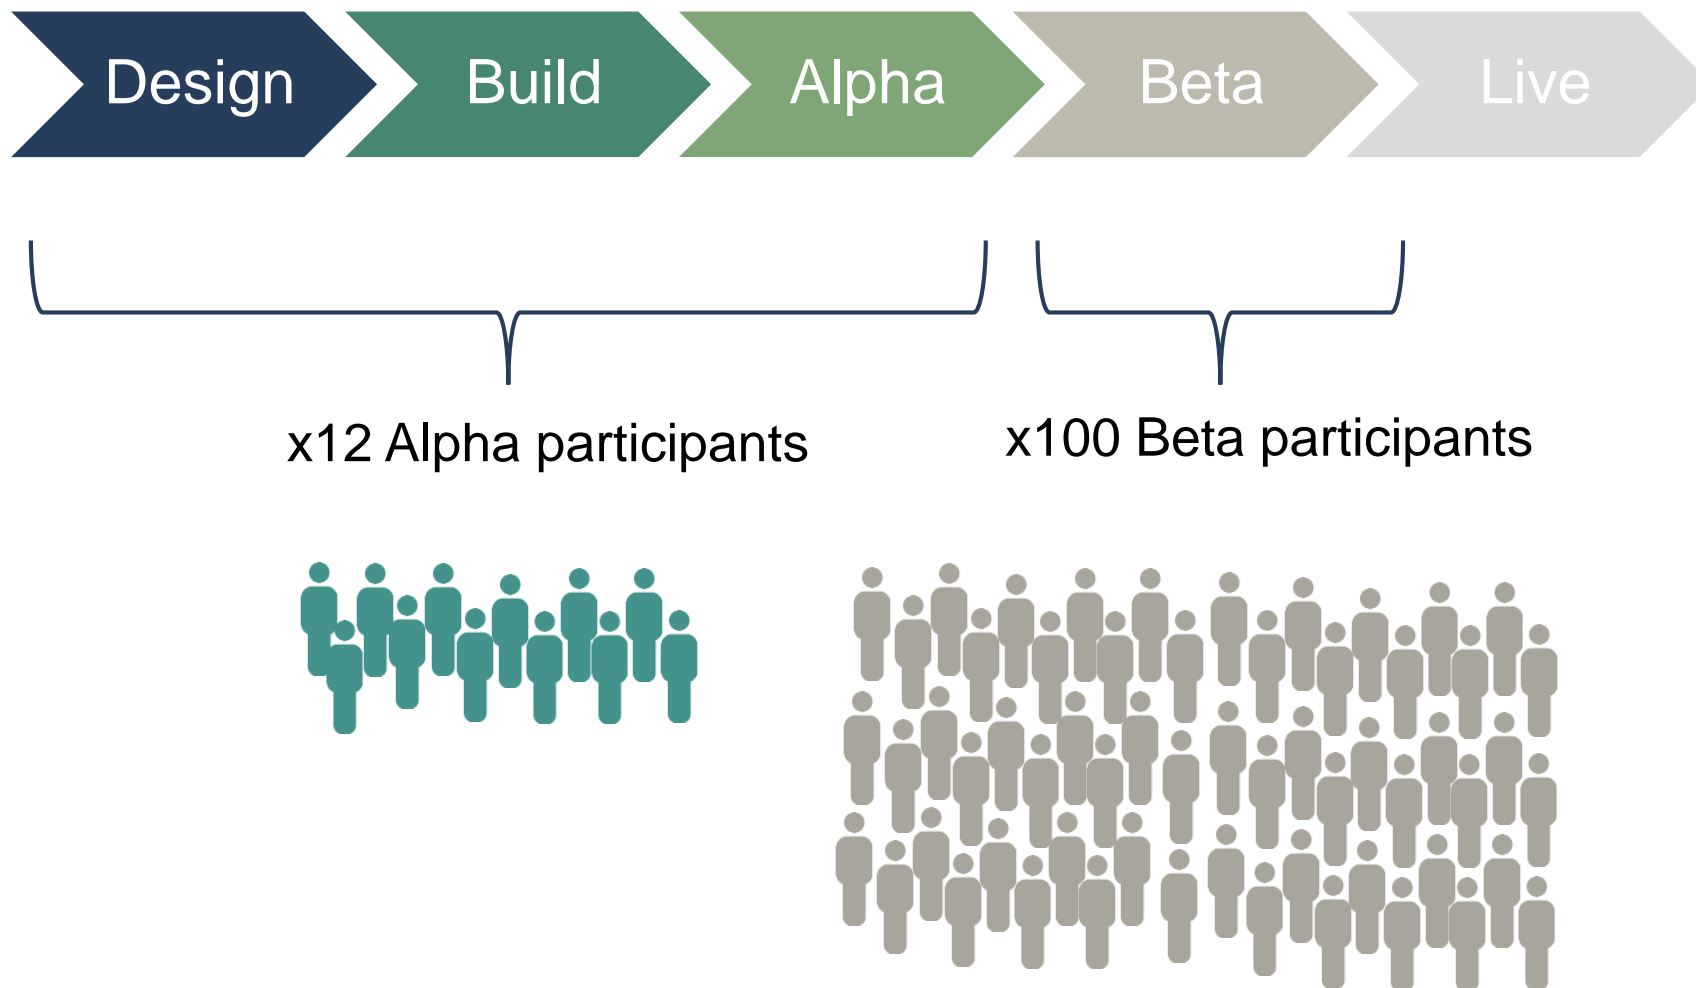 Design
Build
Alpha
Beta
Live
x12 Alpha participants
x100 Beta participants